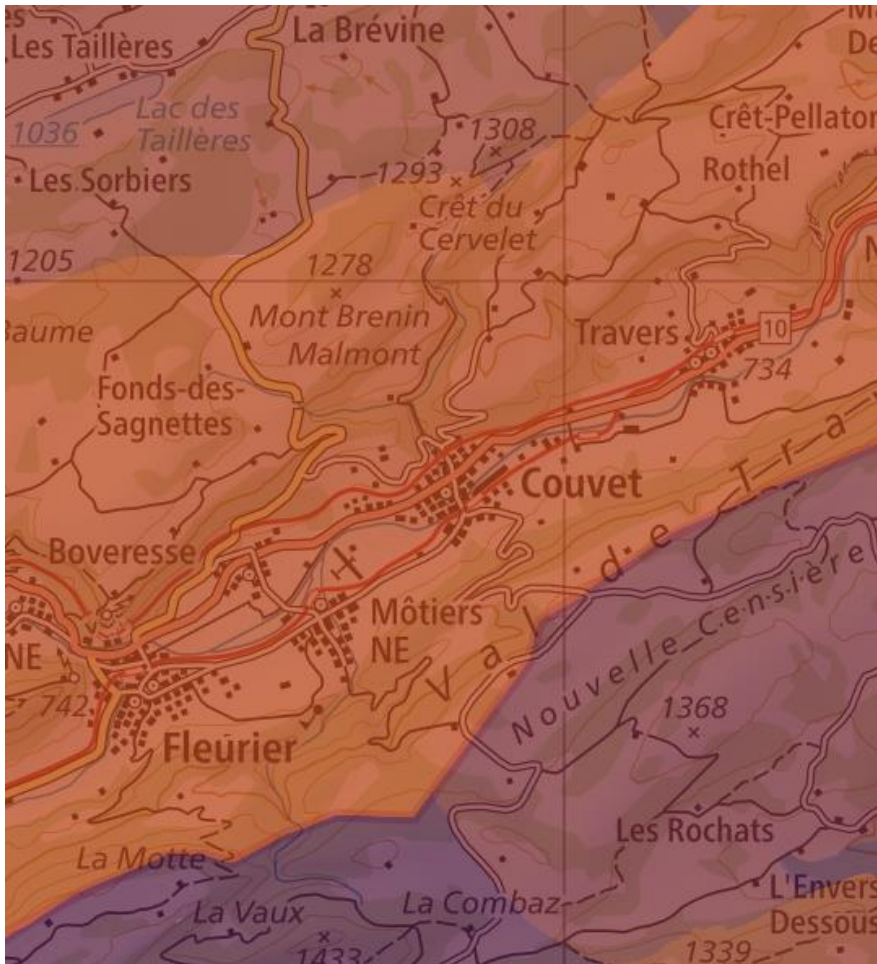 La Brévine
Les Taillères
Lac des
Taillères
1036
1308
Crêt-Pellaton
Rothel
1293
Les Sorbiers
Crêt du
Cervelet
1205
1278
Mont Brenin
Malmont
Baume
Travers
10
734
Fonds-des-
Sagnettes
Couvet
Val de Tra
Boveresse
Môtiers
NE
NE
Nouvelle Censière
742
Fleurier
1368
Les Rochats
La Motte
La Vaux
La Combaz
L'Envers
Dessous
1433
1339